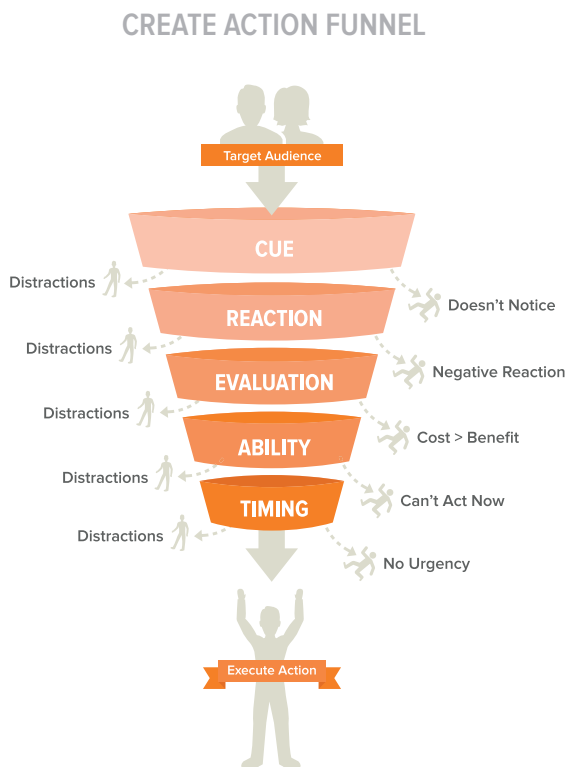 CREATE ACTION FUNNEL
Target Audience
CUE
Distractions
Doesn't Notice
REACTION
Distractions
Negative Reaction
EVALUATION
Distractions
Cost > Benefit
ABILITY
Distractions
Can't Act Now
TIMING
Distractions
No Urgency
Execute Action